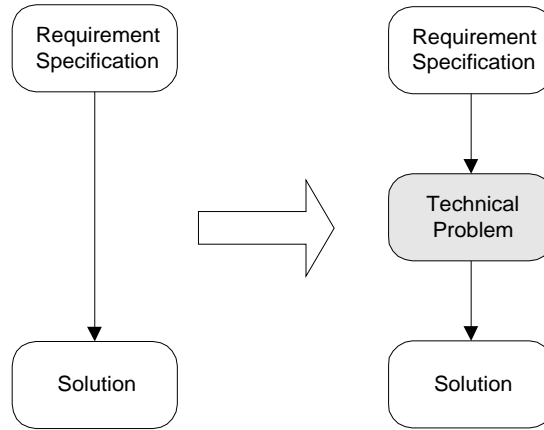 Requirement
Specification
Solution
Requirement
Specification
Technical
Problem
Solution